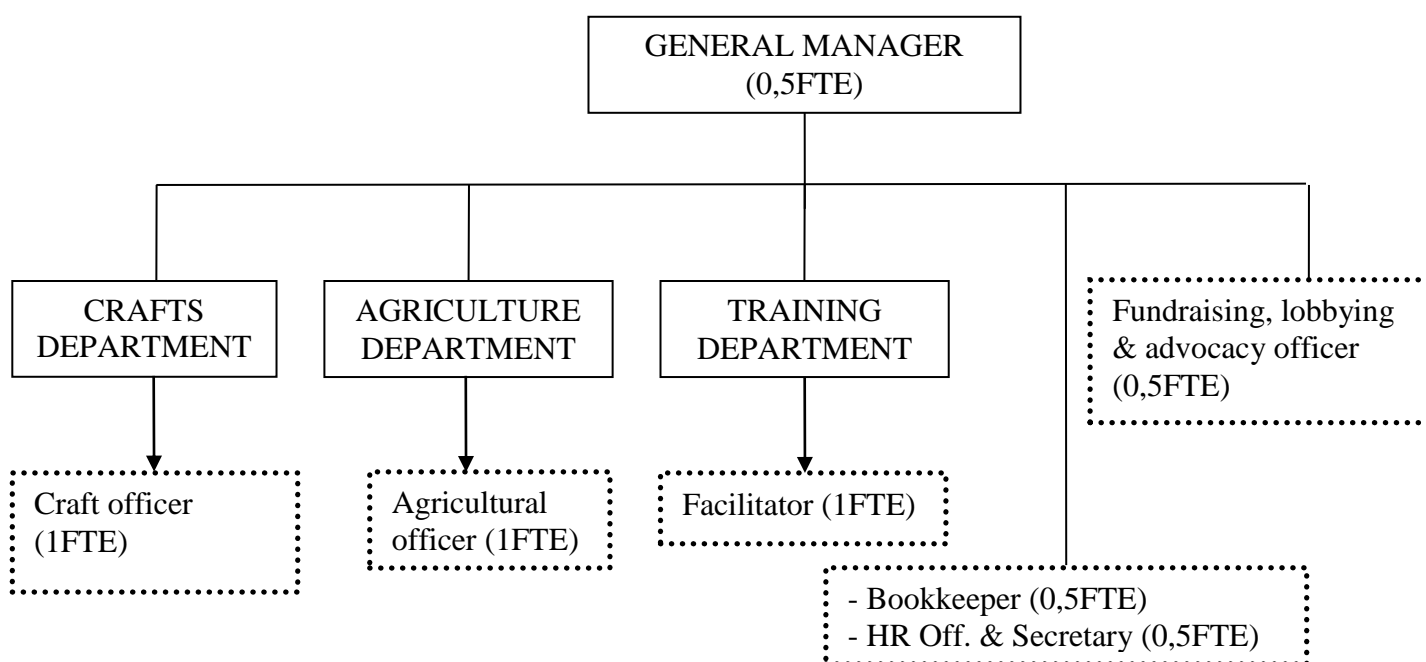 GENERAL MANAGER
(0,5FTE)
CRAFTS
DEPARTMENT
AGRICULTURE
DEPARTMENT
TRAINING
DEPARTMENT
Fundraising, lobbying
& advocacy officer
(0,5FTE)
Craft officer
(1FTE)
Agricultural
officer (1FTE)
Facilitator (1FTE)
- Bookkeeper (0,5FTE)
- HR Off. & Secretary (0,5FTE)